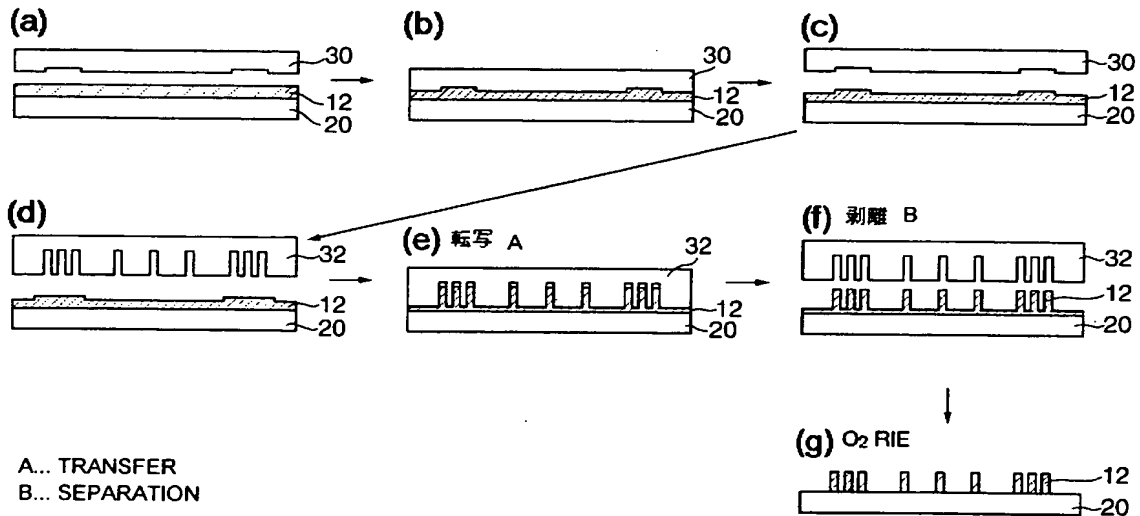 (a)
30
12
20
(b)
30
12
20
(c)
30
12
20
(d)
32
12
20
(e) 転写 A
32
12
20
(f) 剥離 B
32
12
20
(g) O₂ RIE
12
20
A... TRANSFER
B... SEPARATION